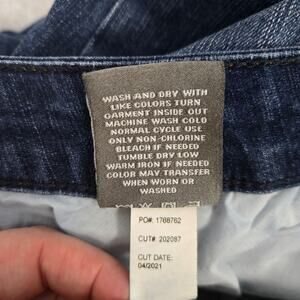 WASH AND DRY WITH
LIKE COLORS TURN
GARMENT INSIDE OUT
MACHINE WASH COLD
NORMAL CYCLE USE
ONLY NON-CHLORINE
BLEACH IF NEEDED
TUMBLE DRY LOW
WARM IRON IF NEEDED
COLOR MAY TRANSFER
WHEN WORN OR
WASHED
PO#: 1768762
CUT#: 202087
CUT DATE:
04/2021